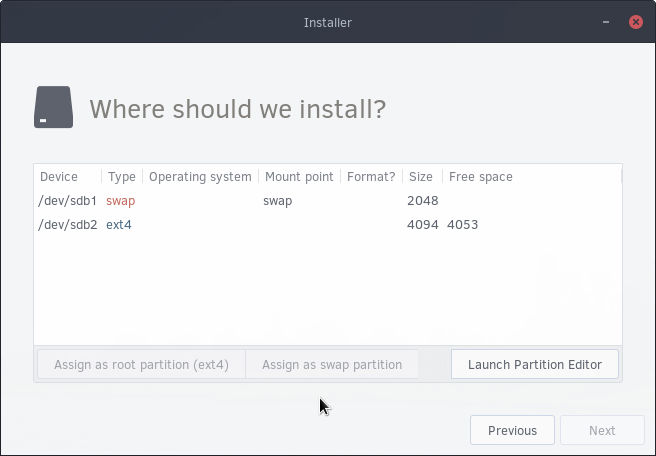 Installer
Where should we install?
Device Type Operating system Mount point Format? Size Free space
/dev/sdb1 swap swap 2048
/dev/sdb2 ext4 4094 4053
Assign as root partition (ext4) Assign as swap partition Launch Partition Editor
Previous Next